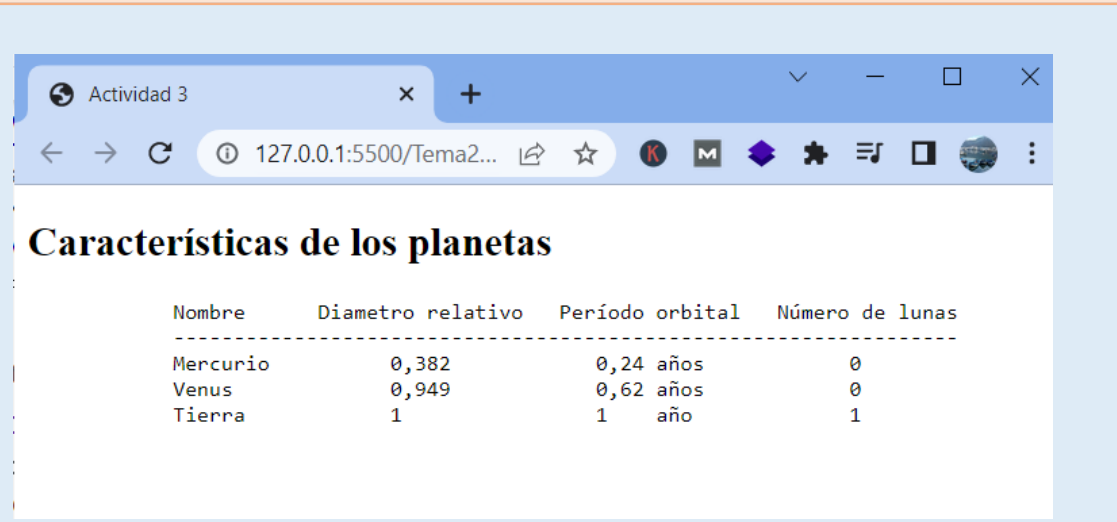 Actividad 3
127.0.0.1:5500/Tema2...
K M
Características de los planetas
Nombre Diametro relativo Período orbital Número de lunas
-----------------------------------------------------------------
Mercurio 0,382 0,24 años 0
Venus 0,949 0,62 años 0
Tierra 1 1 año 1